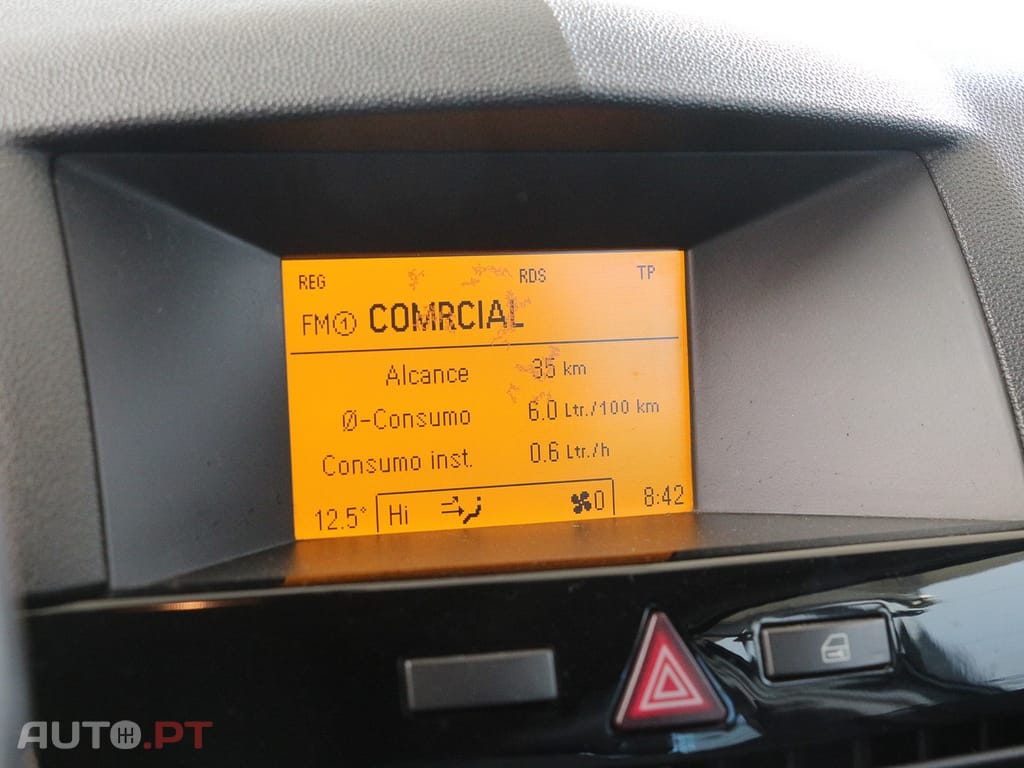 REG RDS TP
FM1 COMRCIAL
Alcance 35 km
Ø-Consumo 6.0 Ltr./100 km
Consumo inst. 0.6 Ltr./h
12.5° Hi 0 8:42
AUTO.PT